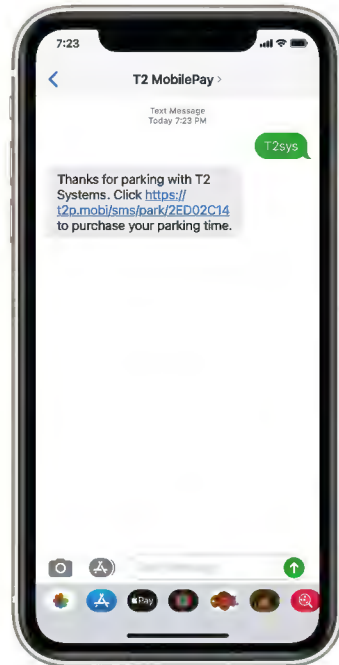 7:23
T2 MobilePay
Text Message
Today 7:23 PM
T2sys
Thanks for parking with T2
Systems. Click https://
t2p.mobi/sms/park/2ED02C14
to purchase your parking time.
Pay